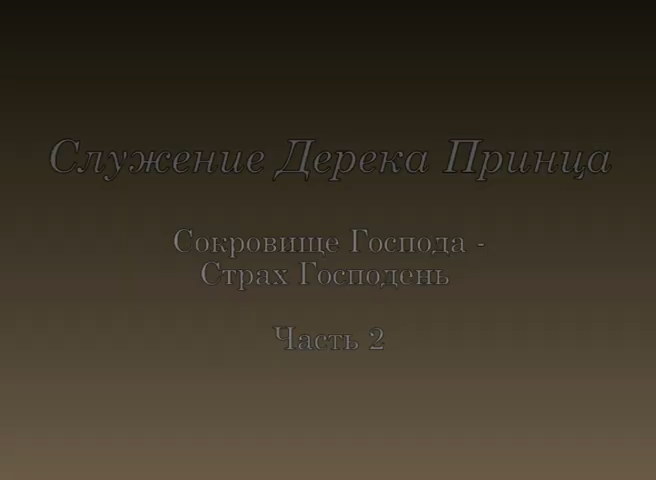 Служение Дерека Принца
Сокровище Господа -
Страх Господень
Часть 2